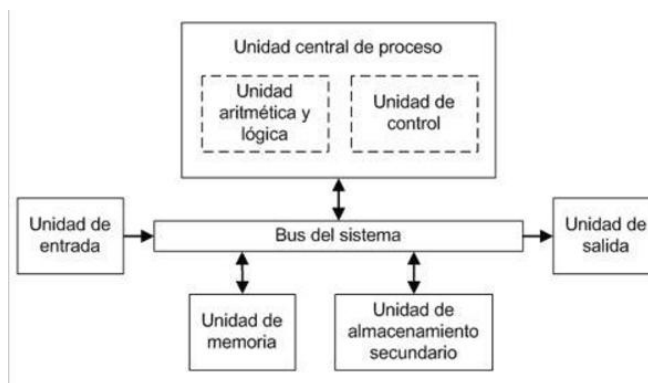 Unidad central de proceso
Unidad
aritmética y
lógica
Unidad de
control
Unidad de
entrada
Bus del sistema
Unidad de
salida
Unidad de
memoria
Unidad de
almacenamiento
secundario